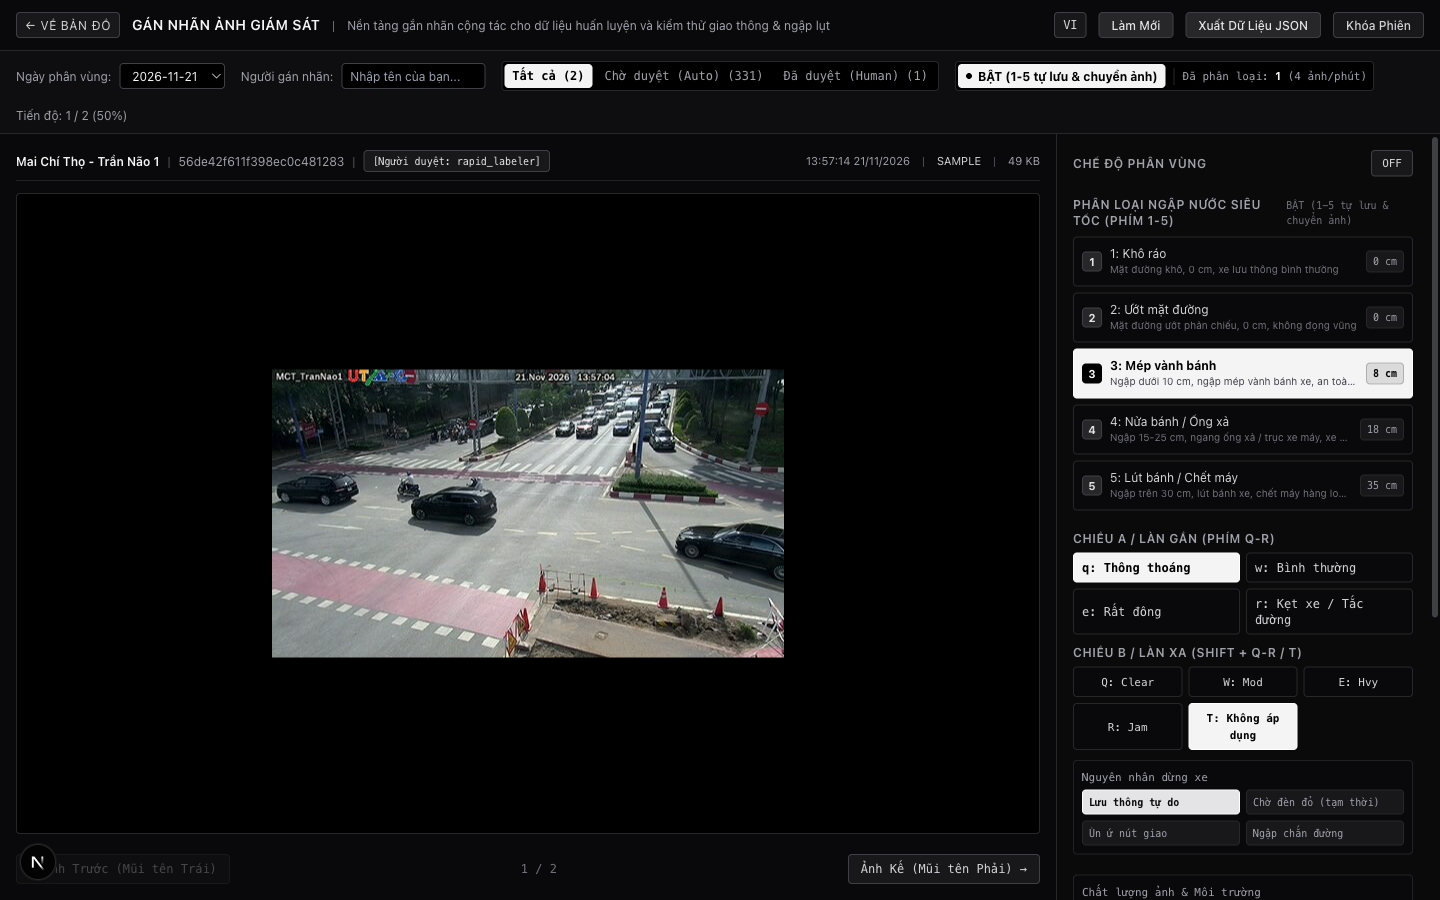 ← VỀ BẢN ĐỒ
GÁN NHÃN ẢNH GIÁM SÁT
Nền tảng gán nhãn cộng tác cho dữ liệu huấn luyện và kiểm thử giao thông & ngập lụt
VI
Làm Mới
Xuất Dữ Liệu JSON
Khóa Phiên
Ngày phân vùng:
2026-11-21
Người gán nhãn:
Nhập tên của bạn...
Tất cả (2)
Chờ duyệt (Auto) (331)
Đã duyệt (Human) (1)
BẬT (1-5 tự lưu & chuyển ảnh)
Đã phân loại: 1 (4 ảnh/phút)
Tiến độ: 1 / 2 (50%)
Mai Chí Thọ - Trần Não 1 | 56de42f611f398ec0c481283 | [Người duyệt: rapid_labeler]
13:57:14 21/11/2026 | SAMPLE | 49 KB
MCT_TranNao1
21.Nov 2026 13:57:04
Trước (Mũi tên Trái)
1 / 2
Ảnh Kế (Mũi tên Phải) →
CHẾ ĐỘ PHÂN VÙNG
OFF
PHÂN LOẠI NGẬP NƯỚC SIÊU
TỐC (PHÍM 1-5)
BẬT (1–5 tự lưu &
chuyển ảnh)
1
1: Khô ráo
Mặt đường khô, 0 cm, xe lưu thông bình thường
0 cm
2
2: Ướt mặt đường
Mặt đường ướt phản chiếu, 0 cm, không đọng vũng
0 cm
3
3: Mép vành bánh
Ngập dưới 10 cm, ngập mép vành bánh xe, an toà...
8 cm
4
4: Nửa bánh / Ống xả
Ngập 15-25 cm, ngang ống xả / trục xe máy, xe ...
18 cm
5
5: Lút bánh / Chết máy
Ngập trên 30 cm, lút bánh xe, chết máy hàng lo...
35 cm
CHIỀU A / LÀN GẦN (PHÍM Q-R)
q: Thông thoáng
w: Bình thường
e: Rất đông
r: Kẹt xe / Tắc
đường
CHIỀU B / LÀN XA (SHIFT + Q-R / T)
Q: Clear
W: Mod
E: Hvy
R: Jam
T: Không áp
dụng
Nguyên nhân dừng xe
Lưu thông tự do
Chờ đèn đỏ (tạm thời)
Ùn ứ nút giao
Ngập chắn đường
Chất lượng ảnh & Môi trường